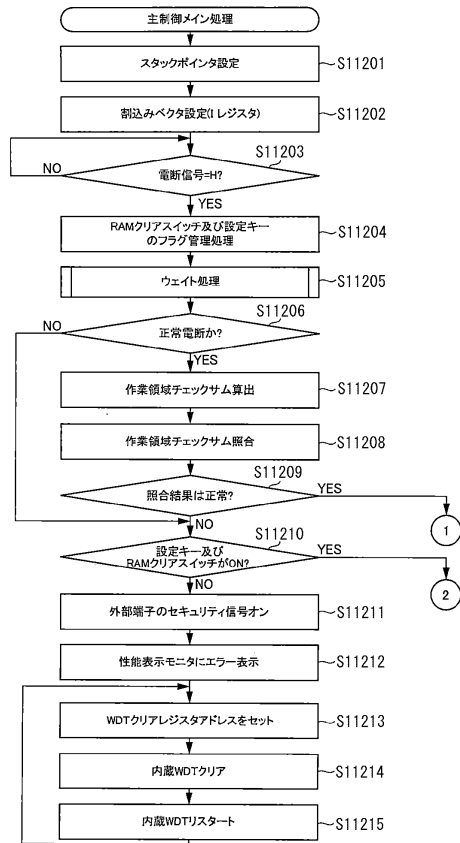 主制御メイン処理
スタックポインタ設定
S11201
割込みベクタ設定(Iレジスタ)
S11202
S11203
NO
電断信号=H?
YES
RAMクリアスイッチ及び設定キー
のフラグ管理処理
S11204
ウェイト処理
S11205
S11206
NO
正常電断か?
YES
作業領域チェックサム算出
S11207
作業領域チェックサム照合
S11208
S11209
照合結果は正常?
YES
1
NO
S11210
設定キー及び
RAMクリアスイッチがON?
YES
2
NO
外部端子のセキュリティ信号オン
S11211
性能表示モニタにエラー表示
S11212
WDTクリアレジスタアドレスをセット
S11213
内蔵WDTクリア
S11214
内蔵WDTリスタート
S11215